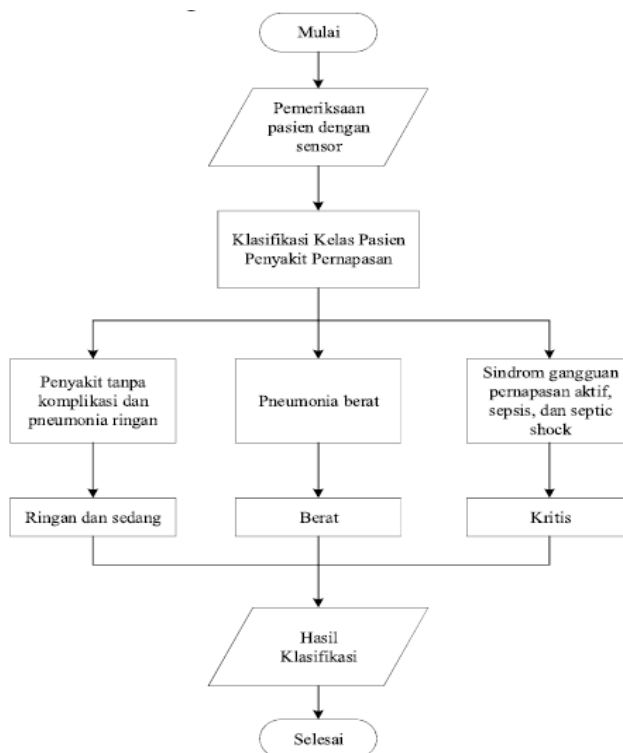 Mulai
Pemeriksaan
pasien dengan
sensor
Klasifikasi Kelas Pasien
Penyakit Pernapasan
Penyakit tanpa
komplikasi dan
pneumonia ringan
Pneumonia berat
Sindrom gangguan
pernapasan aktif,
sepsis, dan septic
shock
Ringan dan sedang
Berat
Kritis
Hasil
Klasifikasi
Selesai